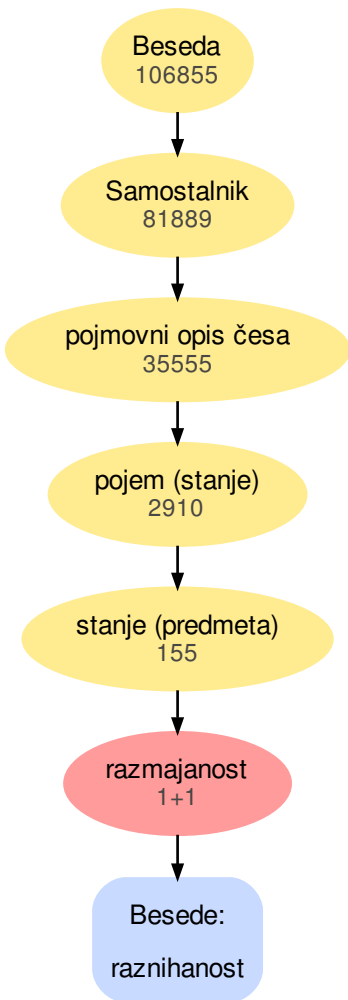 Beseda
106855
Samostalnik
81889
pojmovni opis česa
35555
pojem (stanje)
2910
stanje (predmeta)
155
razmajanost
1+1
Besede:
raznihanost